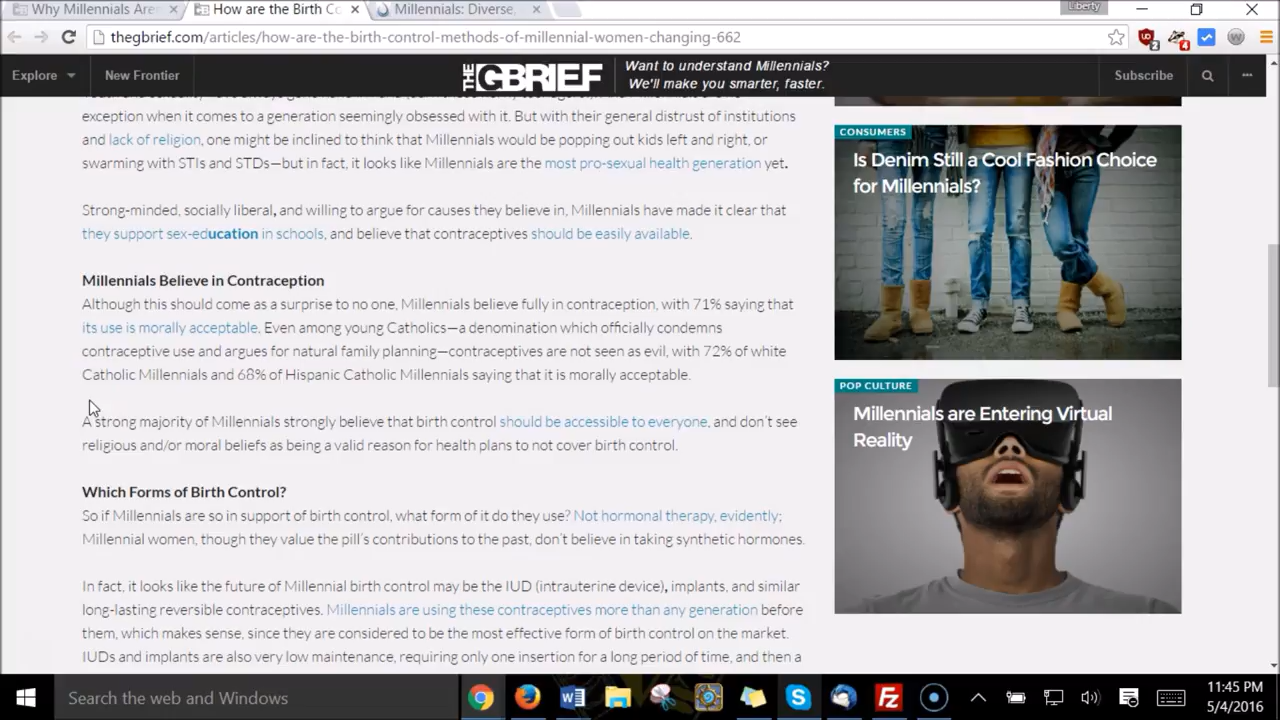 Why Millennials Aren
How are the Birth Co
Millennials: Diverse,
Liberty
thegbrief.com/articles/how-are-the-birth-control-methods-of-millennial-women-changing-662
2
4
Explore
New Frontier
THE GBRIEF
Want to understand Millennials?
We'll make you smarter, faster.
Subscribe
exception when it comes to a generation seemingly obsessed with it. But with their general distrust of institutions
and lack of religion, one might be inclined to think that Millennials would be popping out kids left and right, or
swarming with STIs and STDs—but in fact, it looks like Millennials are the most pro-sexual health generation yet.
Strong-minded, socially liberal, and willing to argue for causes they believe in, Millennials have made it clear that
they support sex-education in schools, and believe that contraceptives should be easily available.
Millennials Believe in Contraception
Although this should come as a surprise to no one, Millennials believe fully in contraception, with 71% saying that
its use is morally acceptable. Even among young Catholics—a denomination which officially condemns
contraceptive use and argues for natural family planning—contraceptives are not seen as evil, with 72% of white
Catholic Millennials and 68% of Hispanic Catholic Millennials saying that it is morally acceptable.
A strong majority of Millennials strongly believe that birth control should be accessible to everyone, and don't see
religious and/or moral beliefs as being a valid reason for health plans to not cover birth control.
Which Forms of Birth Control?
So if Millennials are so in support of birth control, what form of it do they use? Not hormonal therapy, evidently;
Millennial women, though they value the pill's contributions to the past, don't believe in taking synthetic hormones.
In fact, it looks like the future of Millennial birth control may be the IUD (intrauterine device), implants, and similar
long-lasting reversible contraceptives. Millennials are using these contraceptives more than any generation before
them, which makes sense, since they are considered to be the most effective form of birth control on the market.
IUDs and implants are also very low maintenance, requiring only one insertion for a long period of time, and then a
CONSUMERS
Is Denim Still a Cool Fashion Choice
for Millennials?
POP CULTURE
Millennials are Entering Virtual
Reality
Search the web and Windows
11:45 PM
5/4/2016